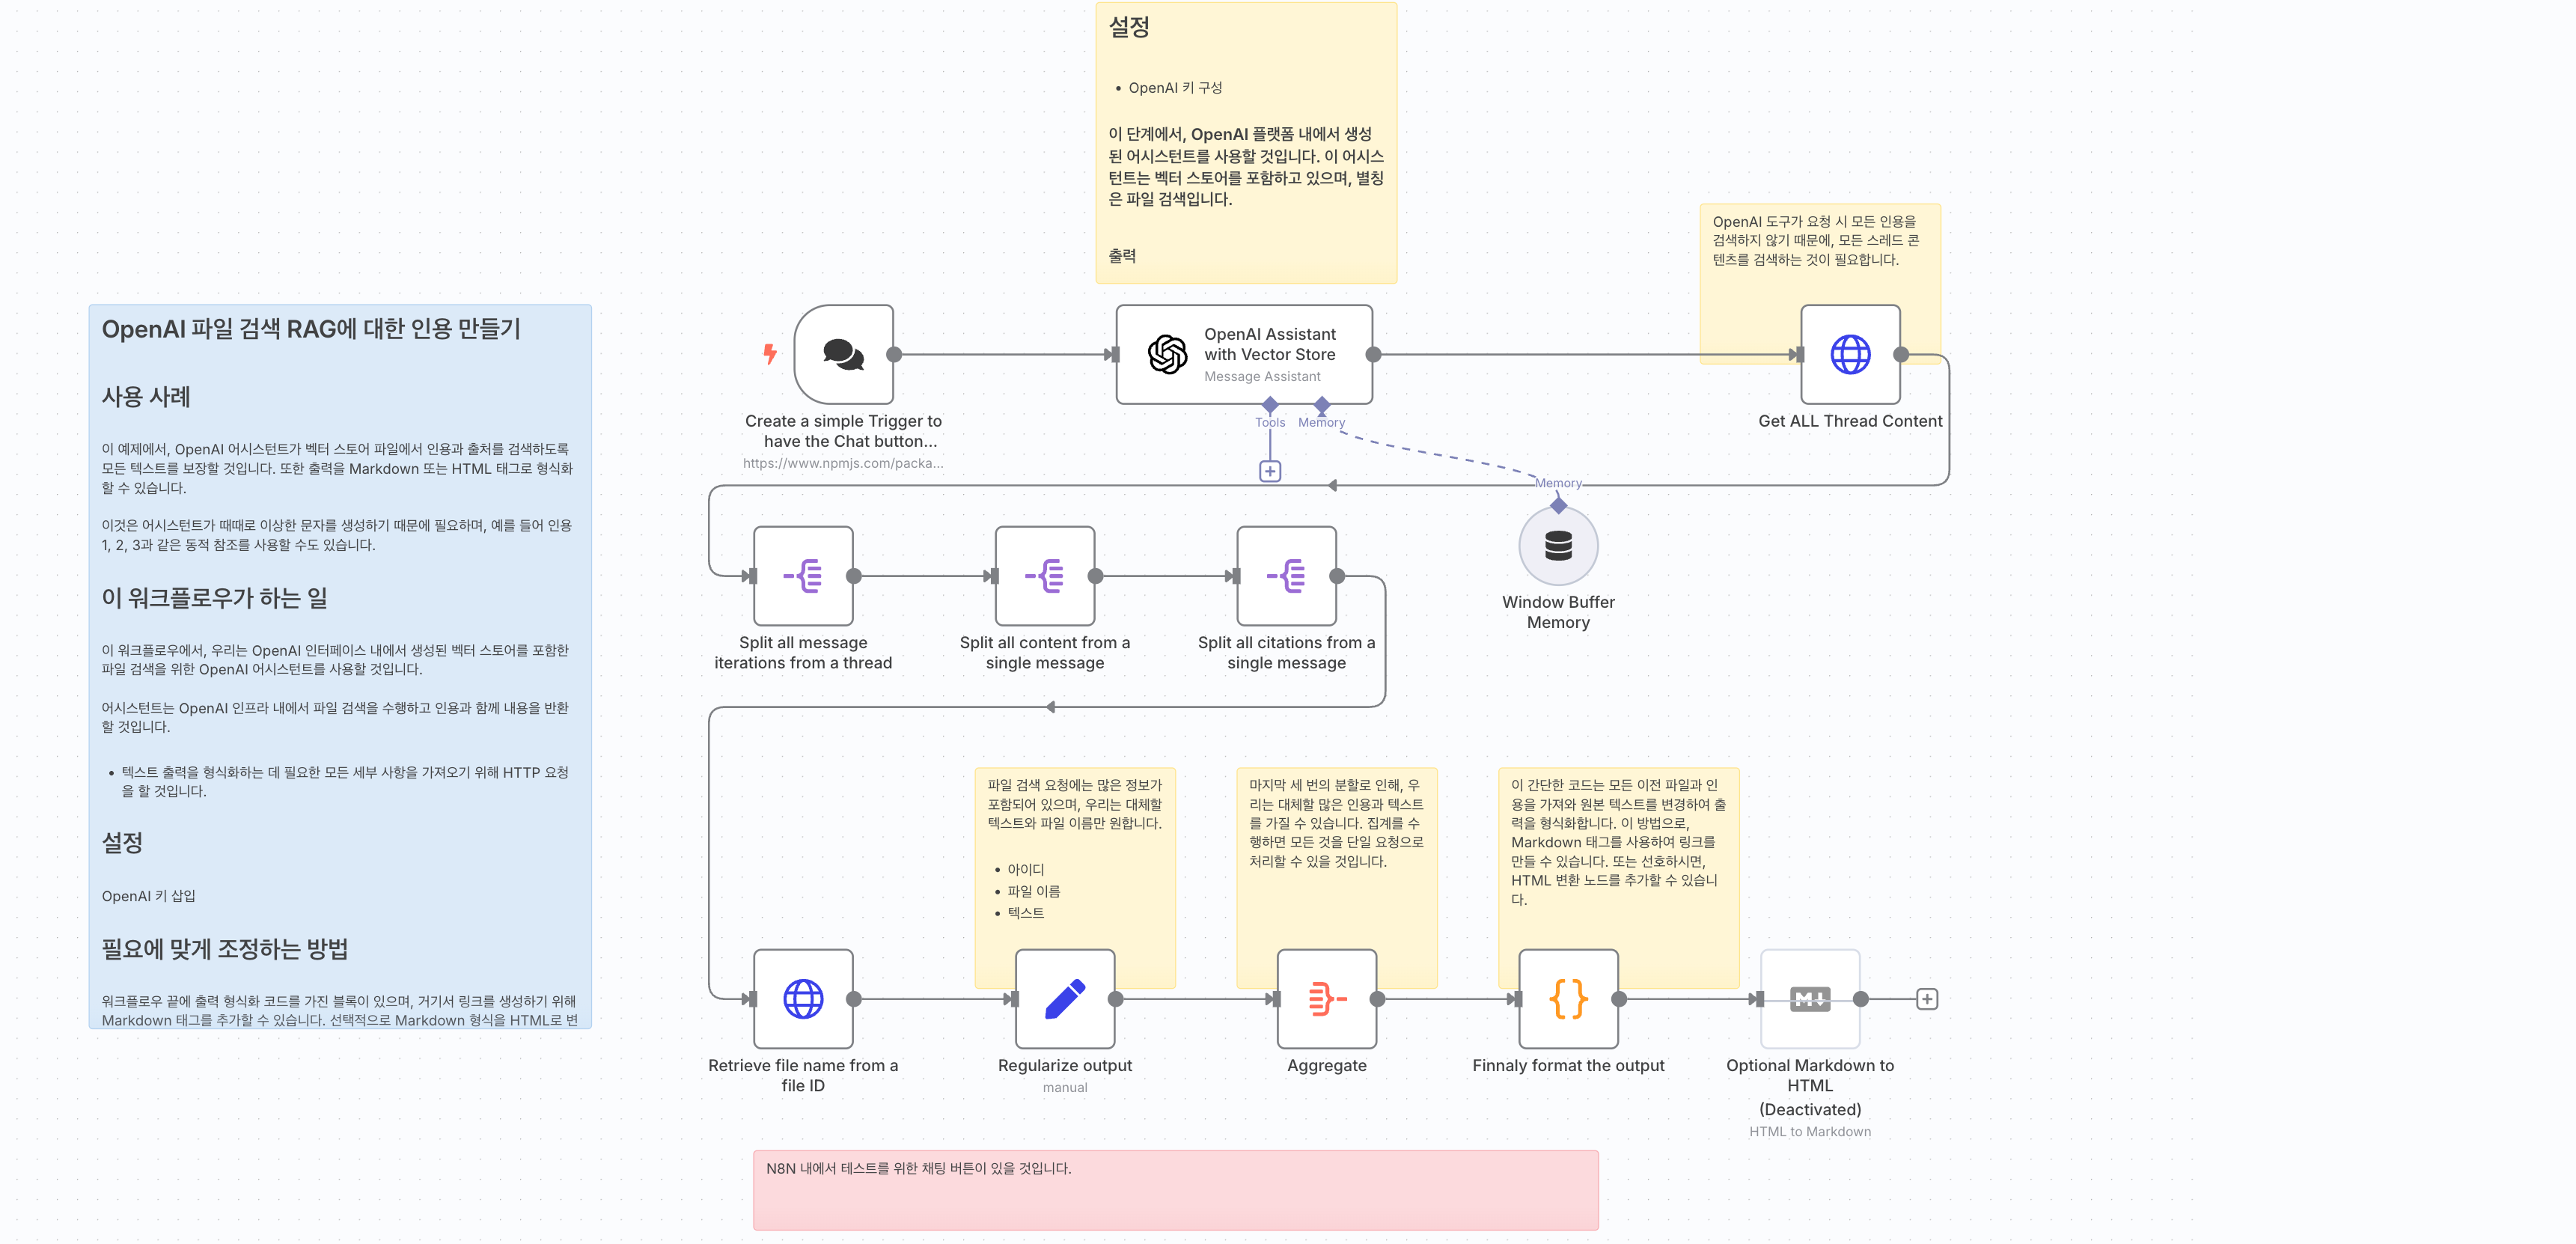 설정
• OpenAI 키 구성
이 단계에서, OpenAI 플랫폼 내에서 생성
된 어시스턴트를 사용할 것입니다. 이 어시스
턴트는 벡터 스토어를 포함하고 있으며, 별칭
은 파일 검색입니다.
출력
OpenAI 도구가 요청 시 모든 인용을
검색하지 않기 때문에, 모든 스레드 콘
텐츠를 검색하는 것이 필요합니다.
OpenAI 파일 검색 RAG에 대한 인용 만들기
사용 사례
이 예제에서, OpenAI 어시스턴트가 벡터 스토어 파일에서 인용과 출처를 검색하도록
모든 텍스트를 보장할 것입니다. 또한 출력을 Markdown 또는 HTML 태그로 형식화
할 수 있습니다.
이것은 어시스턴트가 때때로 이상한 문자를 생성하기 때문에 필요하며, 예를 들어 인용
1, 2, 3과 같은 동적 참조를 사용할 수도 있습니다.
이 워크플로우가 하는 일
이 워크플로우에서, 우리는 OpenAI 인터페이스 내에서 생성된 벡터 스토어를 포함한
파일 검색을 위한 OpenAI 어시스턴트를 사용할 것입니다.
어시스턴트는 OpenAI 인프라 내에서 파일 검색을 수행하고 인용과 함께 내용을 반환
할 것입니다.
• 텍스트 출력을 형식화하는 데 필요한 모든 세부 사항을 가져오기 위해 HTTP 요청
을 할 것입니다.
설정
OpenAI 키 삽입
필요에 맞게 조정하는 방법
워크플로우 끝에 출력 형식화 코드를 가진 블록이 있으며, 거기서 링크를 생성하기 위해
Markdown 태그를 추가할 수 있습니다. 선택적으로 Markdown 형식을 HTML로 변
Create a simple Trigger to
have the Chat button...
https://www.npmjs.com/packa...
OpenAI Assistant
with Vector Store
Message Assistant
Tools
Memory
Get ALL Thread Content
Memory
Window Buffer
Memory
Split all message
iterations from a thread
Split all content from a
single message
Split all citations from a
single message
파일 검색 요청에는 많은 정보가
포함되어 있으며, 우리는 대체할
텍스트와 파일 이름만 원합니다.
• 아이디
• 파일 이름
• 텍스트
마지막 세 번의 분할로 인해, 우
리는 대체할 많은 인용과 텍스트
를 가질 수 있습니다. 집계를 수
행하면 모든 것을 단일 요청으로
처리할 수 있을 것입니다.
이 간단한 코드는 모든 이전 파일과 인
용을 가져와 원본 텍스트를 변경하여 출
력을 형식화합니다. 이 방법으로,
Markdown 태그를 사용하여 링크를
만들 수 있습니다. 또는 선호하시면,
HTML 변환 노드를 추가할 수 있습니
다.
Retrieve file name from a
file ID
Regularize output
manual
Aggregate
Finnaly format the output
Optional Markdown to
HTML
(Deactivated)
HTML to Markdown
N8N 내에서 테스트를 위한 채팅 버튼이 있을 것입니다.